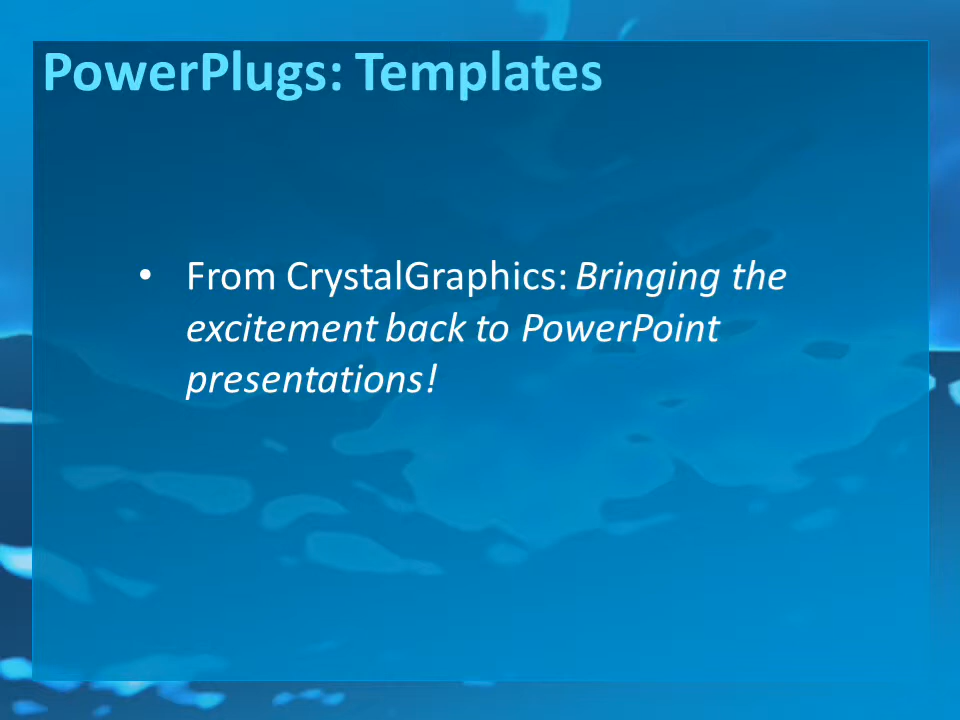 PowerPlugs: Templates
• From CrystalGraphics: Bringing the
excitement back to PowerPoint
presentations!